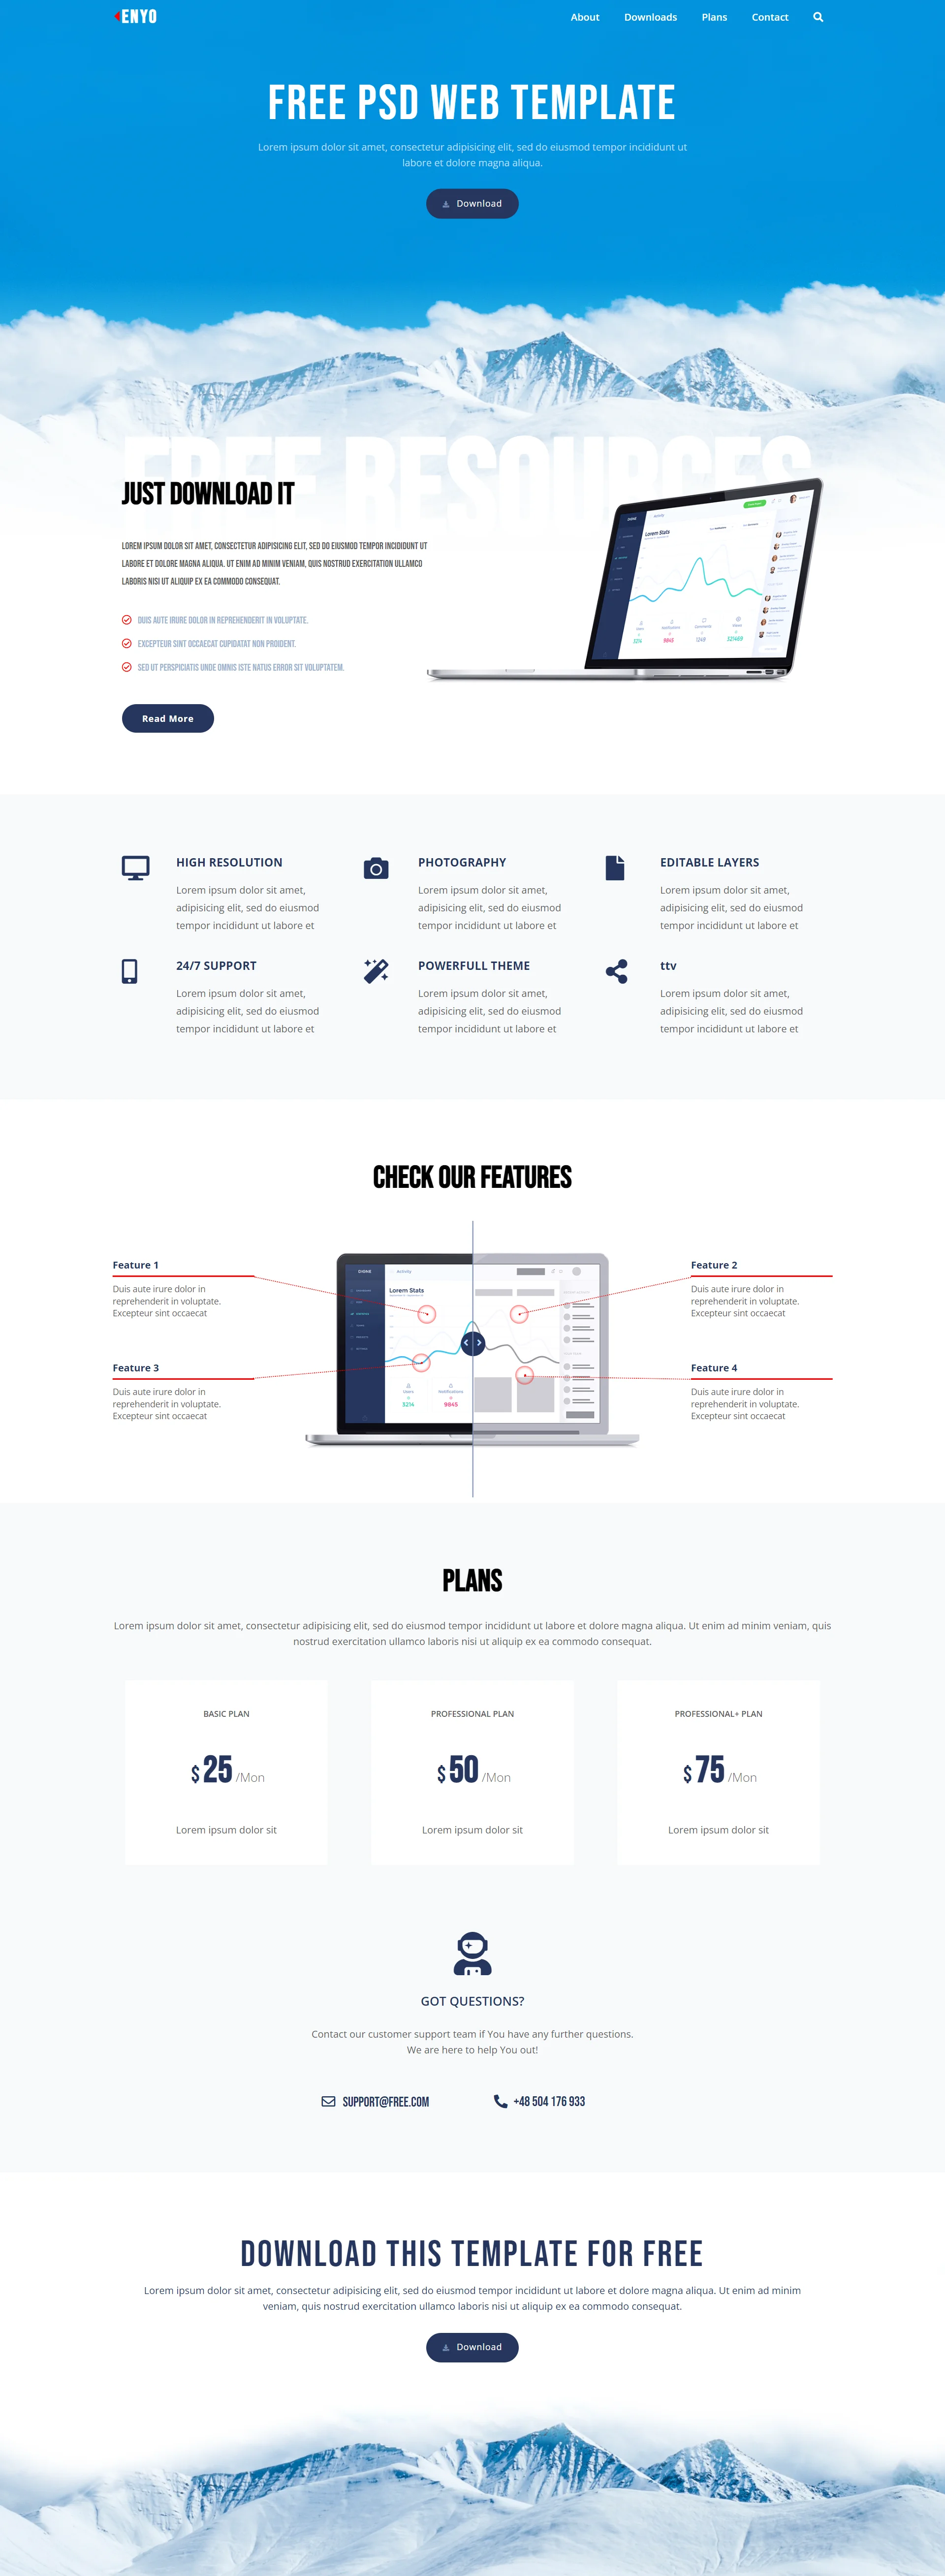 ENYO
About Downloads Plans Contact
FREE PSD WEB TEMPLATE
Lorem ipsum dolor sit amet, consectetur adipisicing elit, sed do eiusmod tempor incididunt ut
labore et dolore magna aliqua.
Download
FREE RESOURCES
JUST DOWNLOAD IT
LOREM IPSUM DOLOR SIT AMET, CONSECTETUR ADIPISICING ELIT, SED DO EIUSMOD TEMPOR INCIDIDUNT UT
LABORE ET DOLORE MAGNA ALIQUA. UT ENIM AD MINIM VENIAM, QUIS NOSTRUD EXERCITATION ULLAMCO
LABORIS NISI UT ALIQUIP EX EA COMMODO CONSEQUAT.
DUIS AUTE IRURE DOLOR IN REPREHENDERIT IN VOLUPTATE.
EXCEPTEUR SINT OCCAECAT CUPIDATAT NON PROIDENT.
SED UT PERSPICIATIS UNDE OMNIS ISTE NATUS ERROR SIT VOLUPTATEM.
Read More
Activity
Lorem Stats
Users Notifications Comments
3214 9845 1249 321489
HIGH RESOLUTION
Lorem ipsum dolor sit amet,
adipisicing elit, sed do eiusmod
tempor incididunt ut labore et
PHOTOGRAPHY
Lorem ipsum dolor sit amet,
adipisicing elit, sed do eiusmod
tempor incididunt ut labore et
EDITABLE LAYERS
Lorem ipsum dolor sit amet,
adipisicing elit, sed do eiusmod
tempor incididunt ut labore et
24/7 SUPPORT
Lorem ipsum dolor sit amet,
adipisicing elit, sed do eiusmod
tempor incididunt ut labore et
POWERFULL THEME
Lorem ipsum dolor sit amet,
adipisicing elit, sed do eiusmod
tempor incididunt ut labore et
ttv
Lorem ipsum dolor sit amet,
adipisicing elit, sed do eiusmod
tempor incididunt ut labore et
CHECK OUR FEATURES
Feature 1
Duis aute irure dolor in
reprehenderit in voluptate.
Excepteur sint occaecat
Feature 3
Duis aute irure dolor in
reprehenderit in voluptate.
Excepteur sint occaecat
Activity
Lorem Stats
Users Notifications
3214 9845
Feature 2
Duis aute irure dolor in
reprehenderit in voluptate.
Excepteur sint occaecat
Feature 4
Duis aute irure dolor in
reprehenderit in voluptate.
Excepteur sint occaecat
PLANS
Lorem ipsum dolor sit amet, consectetur adipisicing elit, sed do eiusmod tempor incididunt ut labore et dolore magna aliqua. Ut enim ad minim veniam, quis
nostrud exercitation ullamco laboris nisi ut aliquip ex ea commodo consequat.
BASIC PLAN
$ 25 /Mon
Lorem ipsum dolor sit
PROFESSIONAL PLAN
$ 50 /Mon
Lorem ipsum dolor sit
PROFESSIONAL+ PLAN
$ 75 /Mon
Lorem ipsum dolor sit
GOT QUESTIONS?
Contact our customer support team if You have any further questions.
We are here to help You out!
SUPPORT@FREE.COM +48 504 176 933
DOWNLOAD THIS TEMPLATE FOR FREE
Lorem ipsum dolor sit amet, consectetur adipisicing elit, sed do eiusmod tempor incididunt ut labore et dolore magna aliqua. Ut enim ad minim
veniam, quis nostrud exercitation ullamco laboris nisi ut aliquip ex ea commodo consequat.
Download